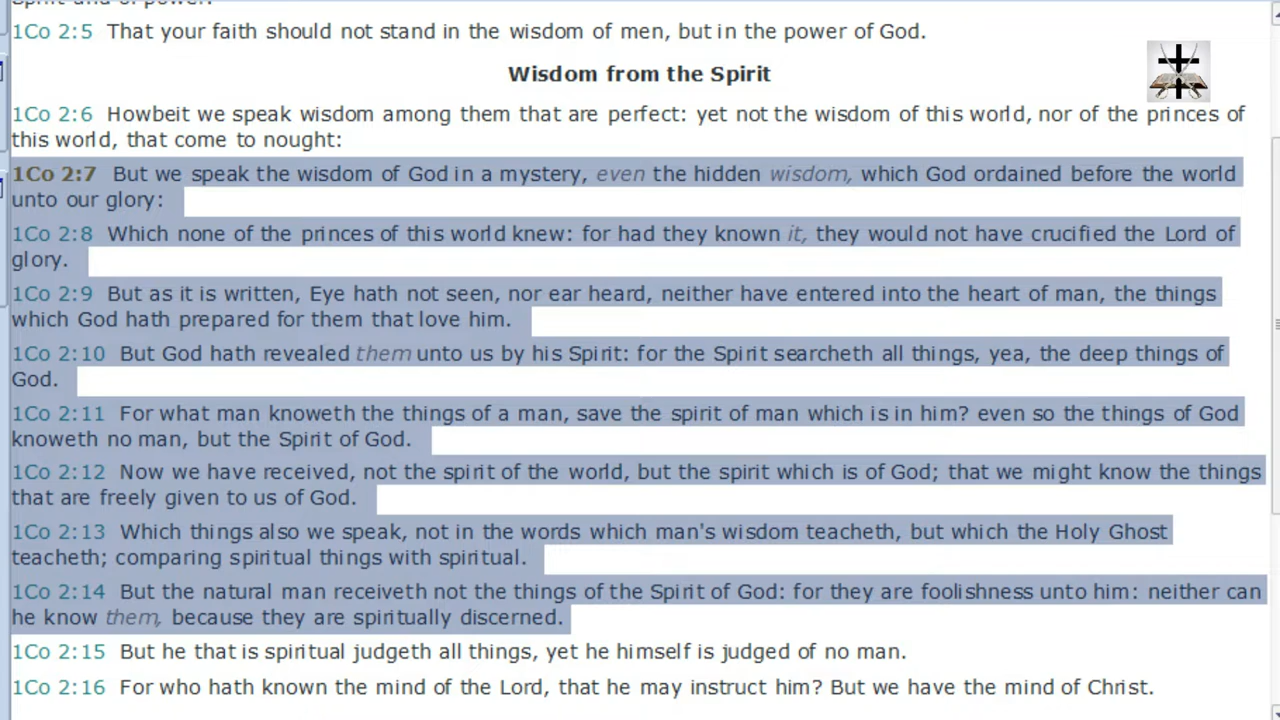 Spirit and of power.
1Co 2:5 That your faith should not stand in the wisdom of men, but in the power of God.
Wisdom from the Spirit
1Co 2:6 Howbeit we speak wisdom among them that are perfect: yet not the wisdom of this world, nor of the princes of
this world, that come to nought:
1Co 2:7 But we speak the wisdom of God in a mystery, even the hidden wisdom, which God ordained before the world
unto our glory:
1Co 2:8 Which none of the princes of this world knew: for had they known it, they would not have crucified the Lord of
glory.
1Co 2:9 But as it is written, Eye hath not seen, nor ear heard, neither have entered into the heart of man, the things
which God hath prepared for them that love him.
1Co 2:10 But God hath revealed them unto us by his Spirit: for the Spirit searcheth all things, yea, the deep things of
God.
1Co 2:11 For what man knoweth the things of a man, save the spirit of man which is in him? even so the things of God
knoweth no man, but the Spirit of God.
1Co 2:12 Now we have received, not the spirit of the world, but the spirit which is of God; that we might know the things
that are freely given to us of God.
1Co 2:13 Which things also we speak, not in the words which man's wisdom teacheth, but which the Holy Ghost
teacheth; comparing spiritual things with spiritual.
1Co 2:14 But the natural man receiveth not the things of the Spirit of God: for they are foolishness unto him: neither can
he know them, because they are spiritually discerned.
1Co 2:15 But he that is spiritual judgeth all things, yet he himself is judged of no man.
1Co 2:16 For who hath known the mind of the Lord, that he may instruct him? But we have the mind of Christ.